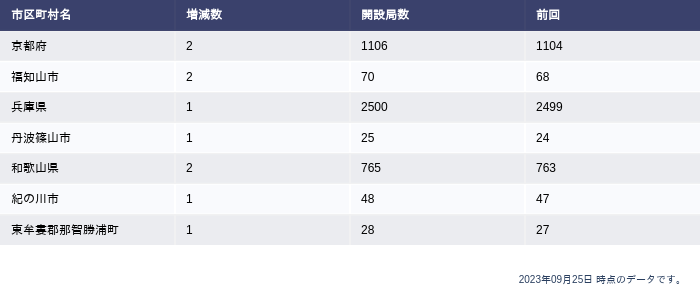 市区町村名 増減数 開設局数 前回
京都府 2 1106 1104
福知山市 2 70 68
兵庫県 1 2500 2499
丹波篠山市 1 25 24
和歌山県 2 765 763
紀の川市 1 48 47
東牟婁郡那智勝浦町 1 28 27
2023年09月25日 時点のデータです。